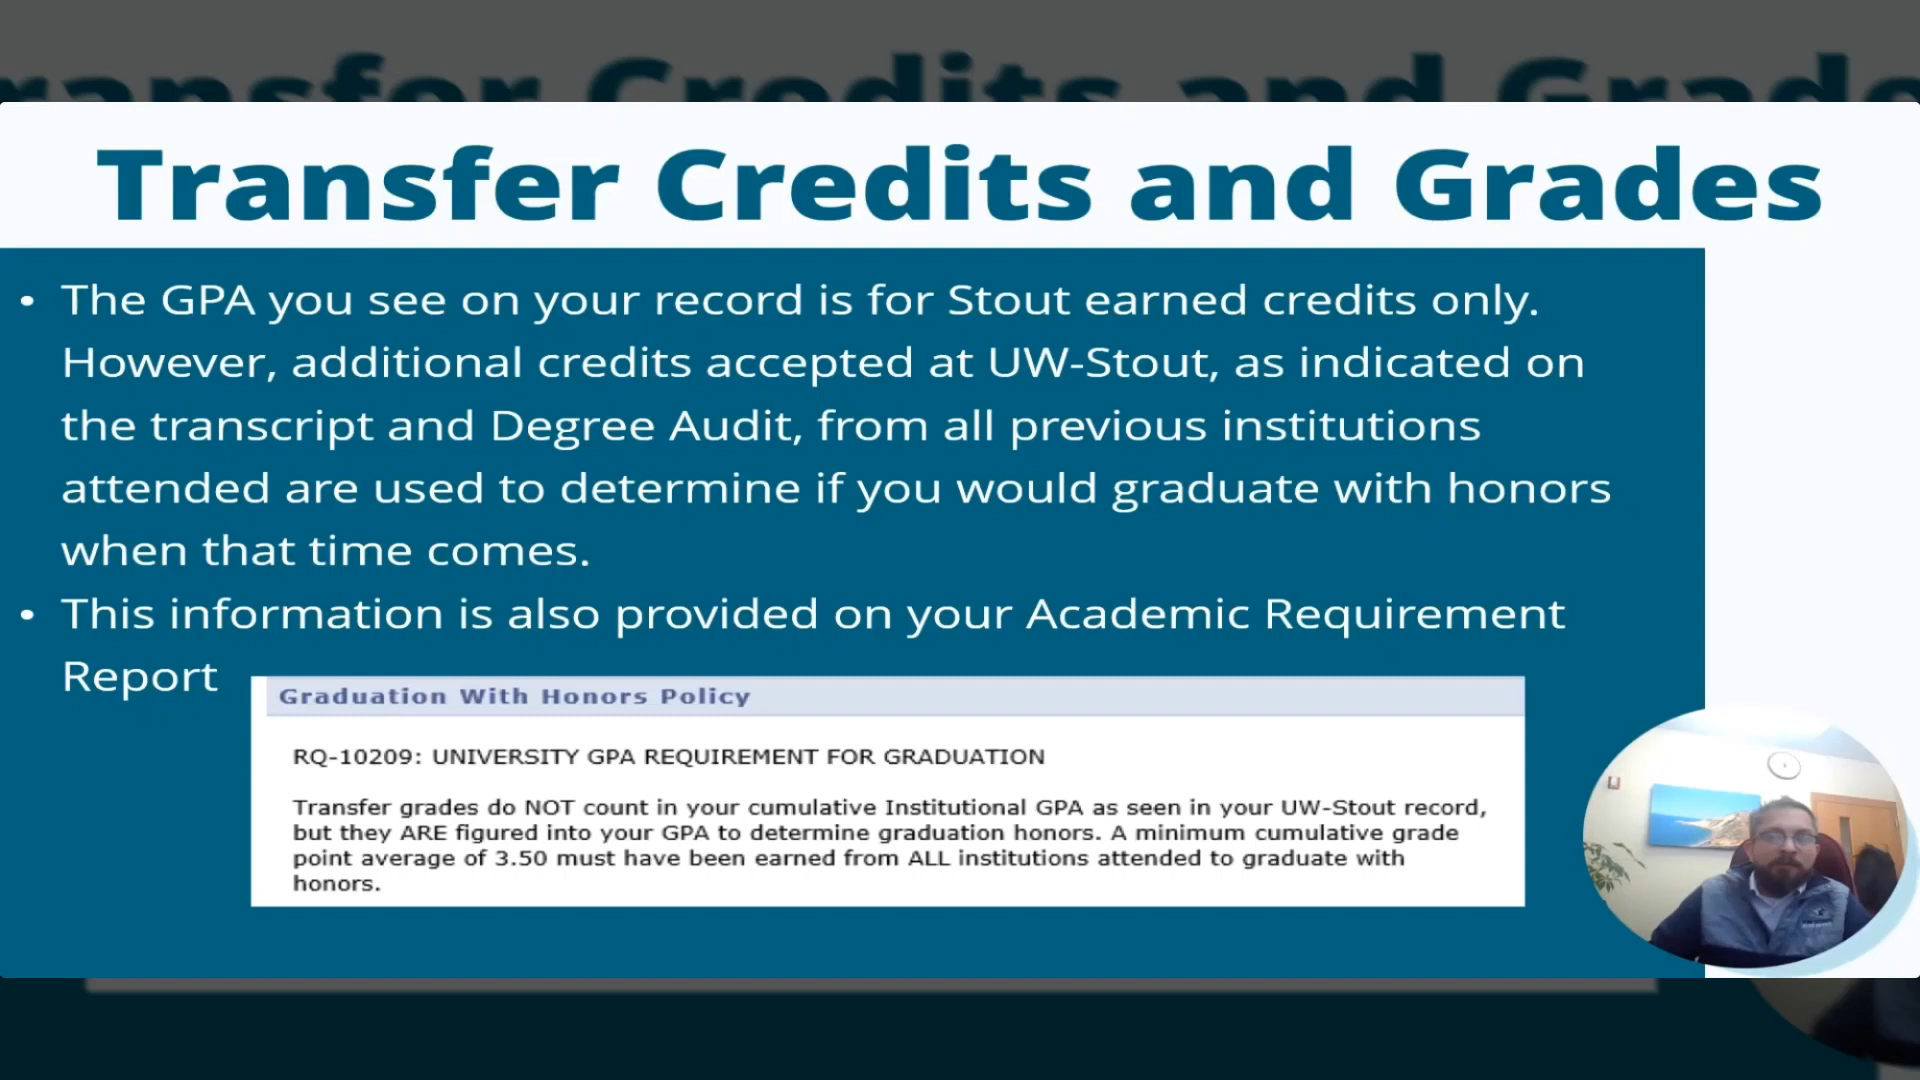 Transfer Credits and Grades
• The GPA you see on your record is for Stout earned credits only.
However, additional credits accepted at UW-Stout, as indicated on
the transcript and Degree Audit, from all previous institutions
attended are used to determine if you would graduate with honors
when that time comes.
• This information is also provided on your Academic Requirement
Report
Graduation With Honors Policy
RQ-10209: UNIVERSITY GPA REQUIREMENT FOR GRADUATION
Transfer grades do NOT count in your cumulative Institutional GPA as seen in your UW-Stout record,
but they ARE figured into your GPA to determine graduation honors. A minimum cumulative grade
point average of 3.50 must have been earned from ALL institutions attended to graduate with
honors.